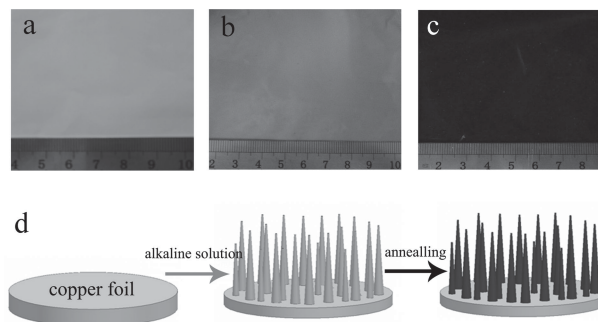 a
4 5 6 7 8 9 10
b
2 3 4 5 6 7 8 9 10
c
2 3 4 5 6 7 8
d
copper foil
alkaline solution
annealling